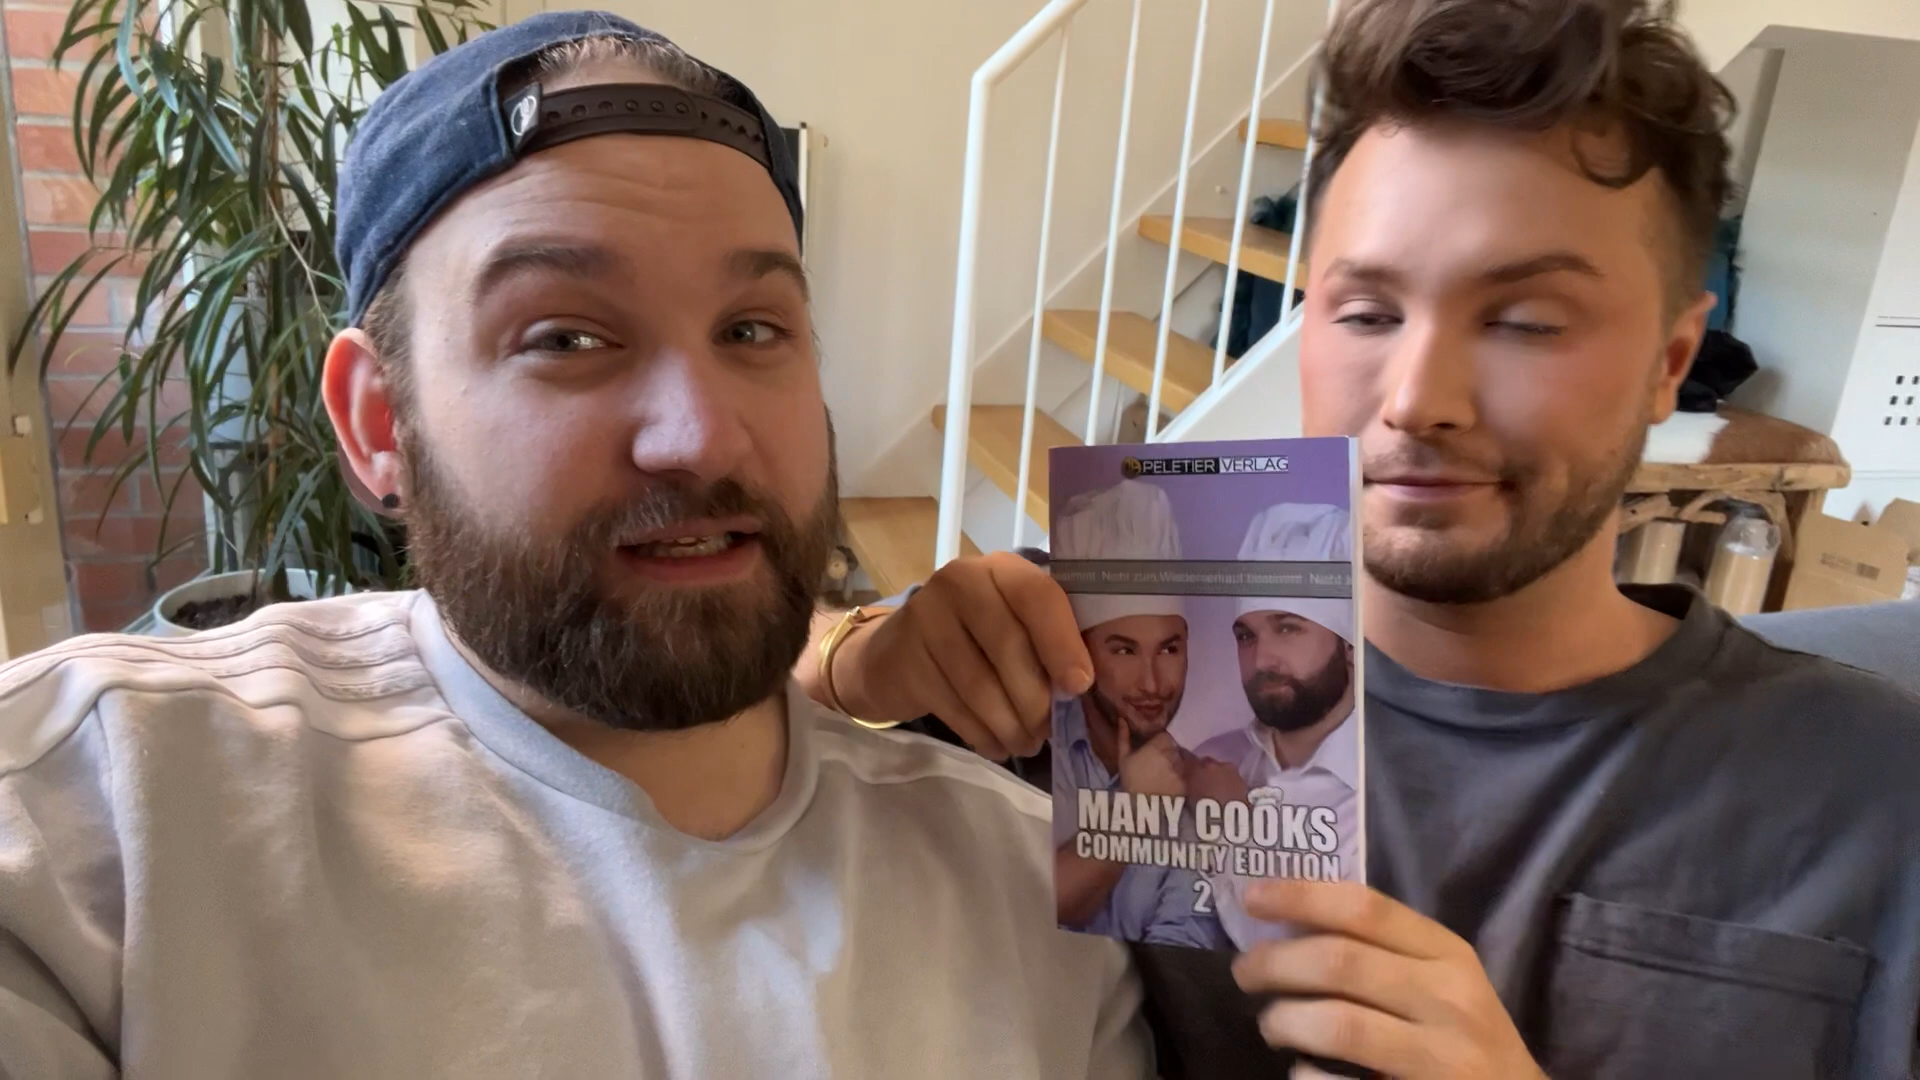 PELETIER VERLAG
Nicht zum Wiederverkauf bestimmt. Nicht
MANY COOKS
COMMUNITY EDITION
2